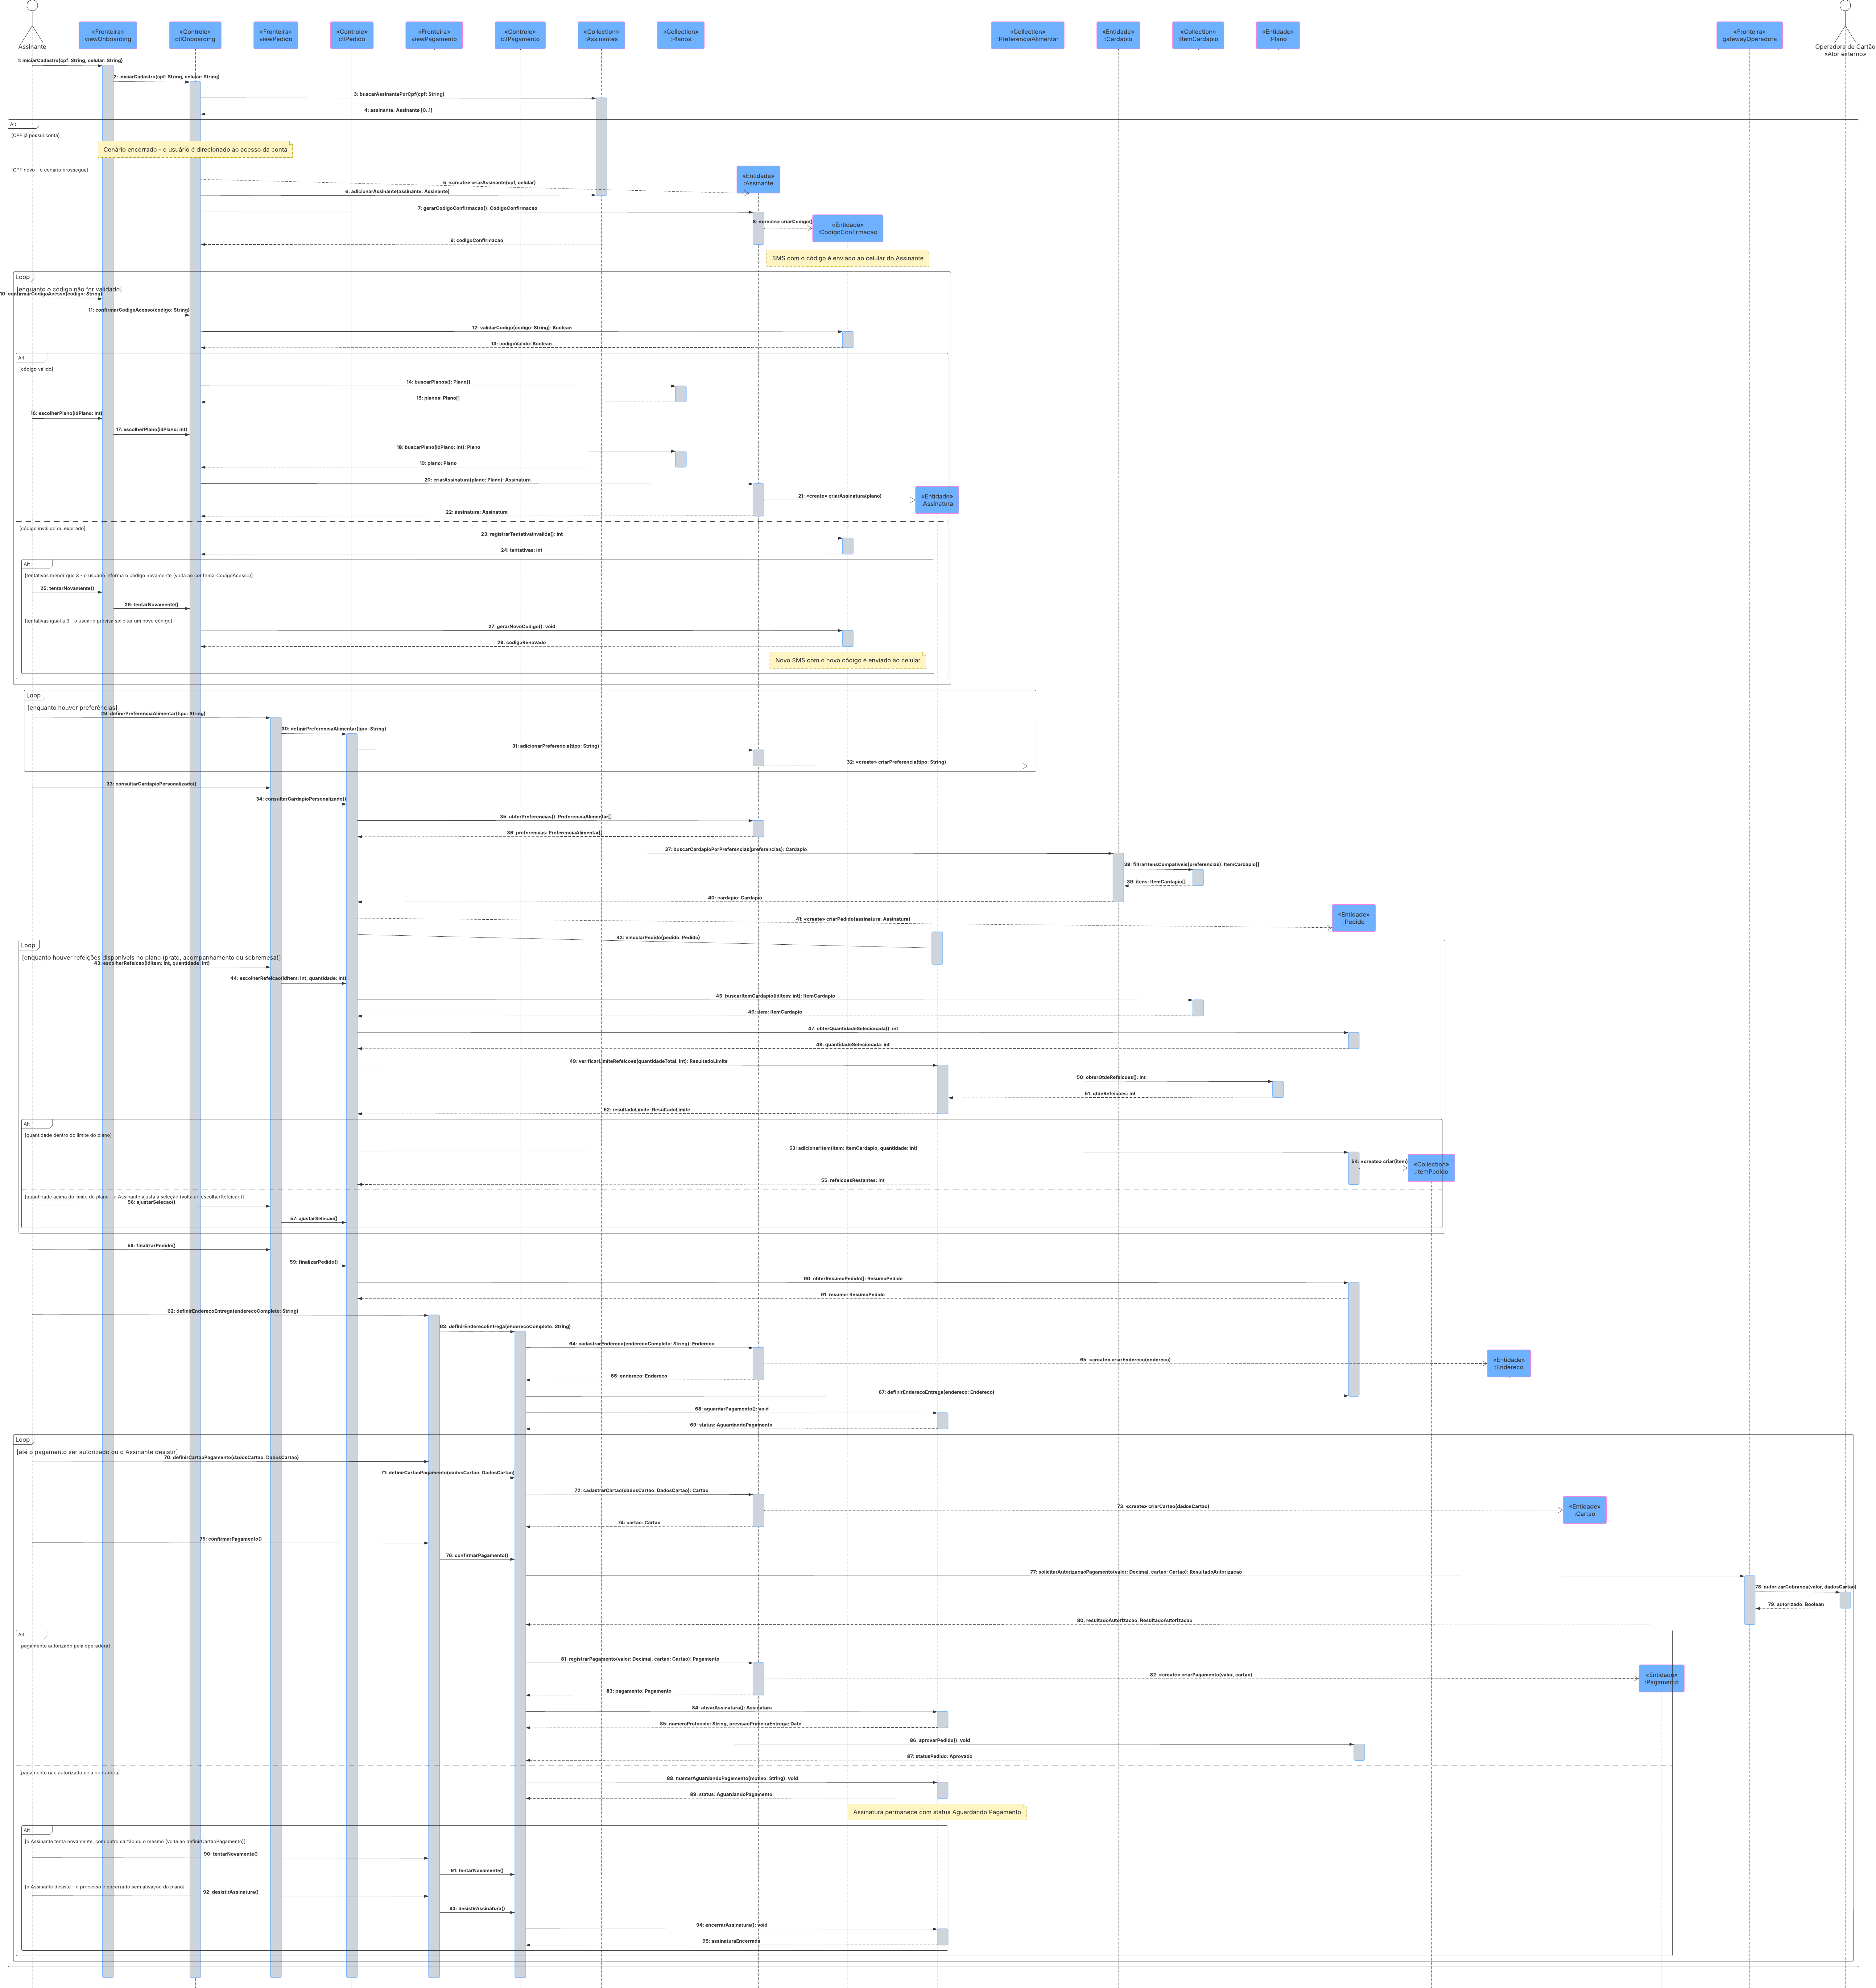 «Fronteira»
viewOnboarding
«Controle»
ctlOnboarding
«Fronteira»
viewPedido
«Controle»
ctlPedido
«Fronteira»
viewPagamento
«Controle»
ctlPagamento
«Collection»
:Assinantes
«Collection»
:Planos
«Collection»
:PreferenciaAlimentar
«Entidade»
:Cardapio
«Collection»
:ItemCardapio
«Entidade»
:Plano
«Fronteira»
gatewayOperadora
Assinante
Operadora de Cartão
«Ator externo»
1: iniciarCadastro(cpf: String, celular: String)
2: iniciarCadastro(cpf: String, celular: String)
3: buscarAssinantePorCpf(cpf: String)
4: assinante: Assinante [0..1]
Alt
[CPF já possui conta]
Cenário encerrado - o usuário é direcionado ao acesso da conta
[CPF novo - o cenário prossegue]
«Entidade»
:Assinante
5: «create» criarAssinante(cpf, celular)
6: adicionarAssinante(assinante: Assinante)
7: gerarCodigoConfirmacao(): CodigoConfirmacao
8: «create» criarCodigo()
«Entidade»
:CodigoConfirmacao
9: codigoConfirmacao
SMS com o código é enviado ao celular do Assinante
Loop
[enquanto o código não for validado]
10: confirmarCodigoAcesso(codigo: String)
11: confirmarCodigoAcesso(codigo: String)
12: validarCodigo(codigo: String): Boolean
13: codigoValido: Boolean
Alt
[código válido]
14: buscarPlanos(): Plano[]
15: planos: Plano[]
16: escolherPlano(idPlano: int)
17: escolherPlano(idPlano: int)
18: buscarPlano(idPlano: int): Plano
19: plano: Plano
20: criarAssinatura(plano: Plano): Assinatura
21: «create» criarAssinatura(plano)
«Entidade»
:Assinatura
22: assinatura: Assinatura
[código inválido ou expirado]
23: registrarTentativaInvalida(): int
24: tentativas: int
Alt
[tentativas menor que 3 - o usuário informa o código novamente (volta ao confirmarCodigoAcesso)]
25: tentarNovamente()
26: tentarNovamente()
[tentativas igual a 3 - o usuário precisa solicitar um novo código]
27: gerarNovoCodigo(): void
28: codigoRenovado
Novo SMS com o novo código é enviado ao celular
Loop
[enquanto houver preferências]
29: definirPreferenciaAlimentar(tipo: String)
30: definirPreferenciaAlimentar(tipo: String)
31: adicionarPreferencia(tipo: String)
32: «create» criarPreferencia(tipo: String)
33: consultarCardapioPersonalizado()
34: consultarCardapioPersonalizado()
35: obterPreferencias(): PreferenciaAlimentar[]
36: preferencias: PreferenciaAlimentar[]
37: buscarCardapioPorPreferencias(preferencias): Cardapio
38: filtrarItensCompativeis(preferencias): ItemCardapio[]
39: itens: ItemCardapio[]
40: cardapio: Cardapio
41: «create» criarPedido(assinatura: Assinatura)
«Entidade»
:Pedido
42: vincularPedido(pedido: Pedido)
Loop
[enquanto houver refeições disponíveis no plano (prato, acompanhamento ou sobremesa)]
43: escolherRefeicao(idItem: int, quantidade: int)
44: escolherRefeicao(idItem: int, quantidade: int)
45: buscarItemCardapio(idItem: int): ItemCardapio
46: item: ItemCardapio
47: obterQuantidadeSelecionada(): int
48: quantidadeSelecionada: int
49: verificarLimiteRefeicoes(quantidadeTotal: int): ResultadoLimite
50: obterQtdeRefeicoes(): int
51: qtdeRefeicoes: int
52: resultadoLimite: ResultadoLimite
Alt
[quantidade dentro do limite do plano]
53: adicionarItem(item: ItemCardapio, quantidade: int)
54: «create» criar(item)
«Collection»
:ItemPedido
55: refeicoesRestantes: int
[quantidade acima do limite do plano - o Assinante ajusta a seleção (volta ao escolherRefeicao)]
56: ajustarSelecao()
57: ajustarSelecao()
58: finalizarPedido()
59: finalizarPedido()
60: obterResumoPedido(): ResumoPedido
61: resumo: ResumoPedido
62: definirEnderecoEntrega(enderecoCompleto: String)
63: definirEnderecoEntrega(enderecoCompleto: String)
64: cadastrarEndereco(enderecoCompleto: String): Endereco
65: «create» criarEndereco(endereco)
«Entidade»
:Endereco
66: endereco: Endereco
67: definirEnderecoEntrega(endereco: Endereco)
68: aguardarPagamento(): void
69: status: AguardandoPagamento
Loop
[até o pagamento ser autorizado ou o Assinante desistir]
70: definirCartaoPagamento(dadosCartao: DadosCartao)
71: definirCartaoPagamento(dadosCartao: DadosCartao)
72: cadastrarCartao(dadosCartao: DadosCartao): Cartao
73: «create» criarCartao(dadosCartao)
«Entidade»
:Cartao
74: cartao: Cartao
75: confirmarPagamento()
76: confirmarPagamento()
77: solicitarAutorizacaoPagamento(valor: Decimal, cartao: Cartao): ResultadoAutorizacao
78: autorizarCobranca(valor, dadosCartao)
79: autorizado: Boolean
80: resultadoAutorizacao: ResultadoAutorizacao
Alt
[pagamento autorizado pela operadora]
81: registrarPagamento(valor: Decimal, cartao: Cartao): Pagamento
82: «create» criarPagamento(valor, cartao)
«Entidade»
:Pagamento
83: pagamento: Pagamento
84: ativarAssinatura(): Assinatura
85: numeroProtocolo: String, previsaoPrimeiraEntrega: Date
86: aprovarPedido(): void
87: statusPedido: Aprovado
[pagamento não autorizado pela operadora]
88: manterAguardandoPagamento(motivo: String): void
89: status: AguardandoPagamento
Assinatura permanece com status Aguardando Pagamento
Alt
[o Assinante tenta novamente, com outro cartão ou o mesmo (volta ao definirCartaoPagamento)]
90: tentarNovamente()
91: tentarNovamente()
[o Assinante desiste - o processo é encerrado sem ativação do plano]
92: desistirAssinatura()
93: desistirAssinatura()
94: encerrarAssinatura(): void
95: assinaturaEncerrada